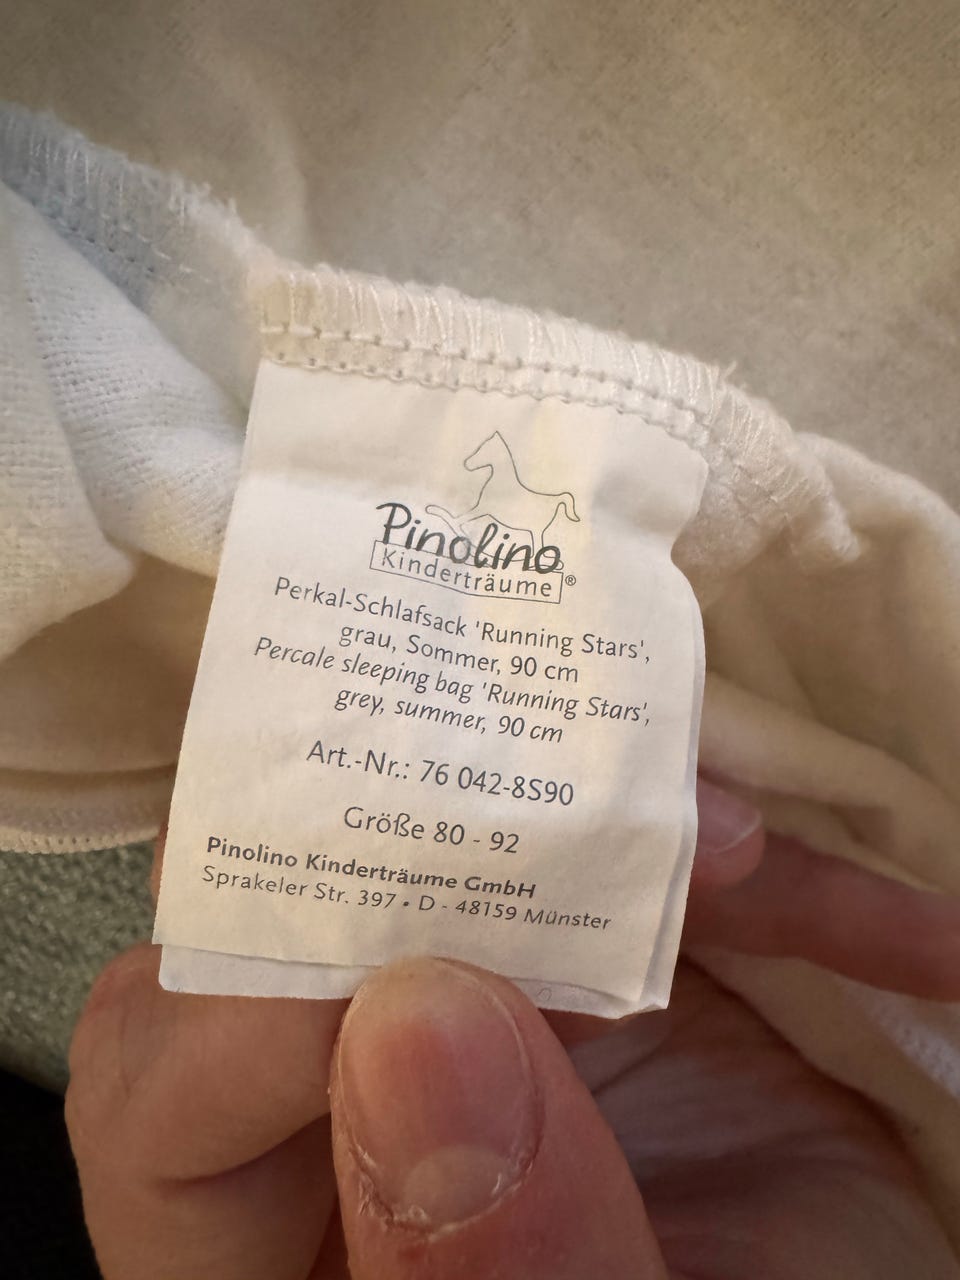 Pinolino
Kinderträume®
Perkal-Schlafsack 'Running Stars',
grau, Sommer, 90 cm
Percale sleeping bag 'Running Stars',
grey, summer, 90 cm
Art.-Nr.: 76 042-8S90
Größe 80 - 92
Pinolino Kinderträume GmbH
Sprakeler Str. 397 • D - 48159 Münster